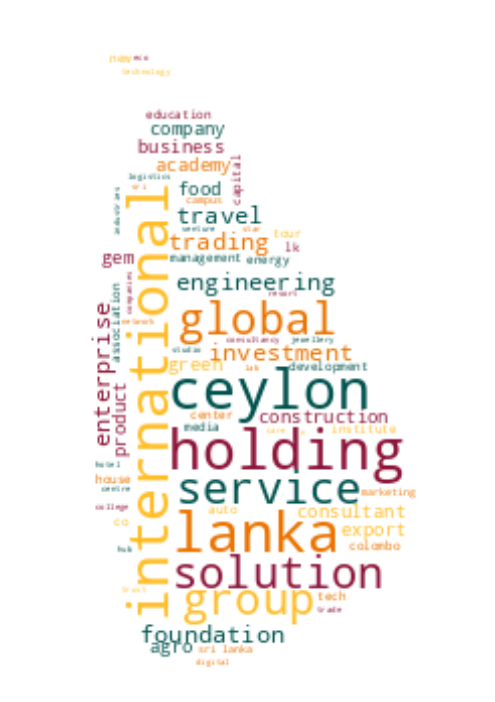 new eco
technology
education
company
business
academy
logistics
sri
food
capital
campus
travel
venture star
tour
trading
lk
gem
management energy
international
engineering
companies
resort
association
global
enterprise
network
consultancy jewellery
studio
investment
green
lab
development
ceylon
product
center
construction
media
care
institute
holding
hotel
service
house
centre
marketing
college
auto
consultant
co
lanka
export
hub
colombo
solution
trust
group
tech
trade
foundation
agro
sri lanka
digital